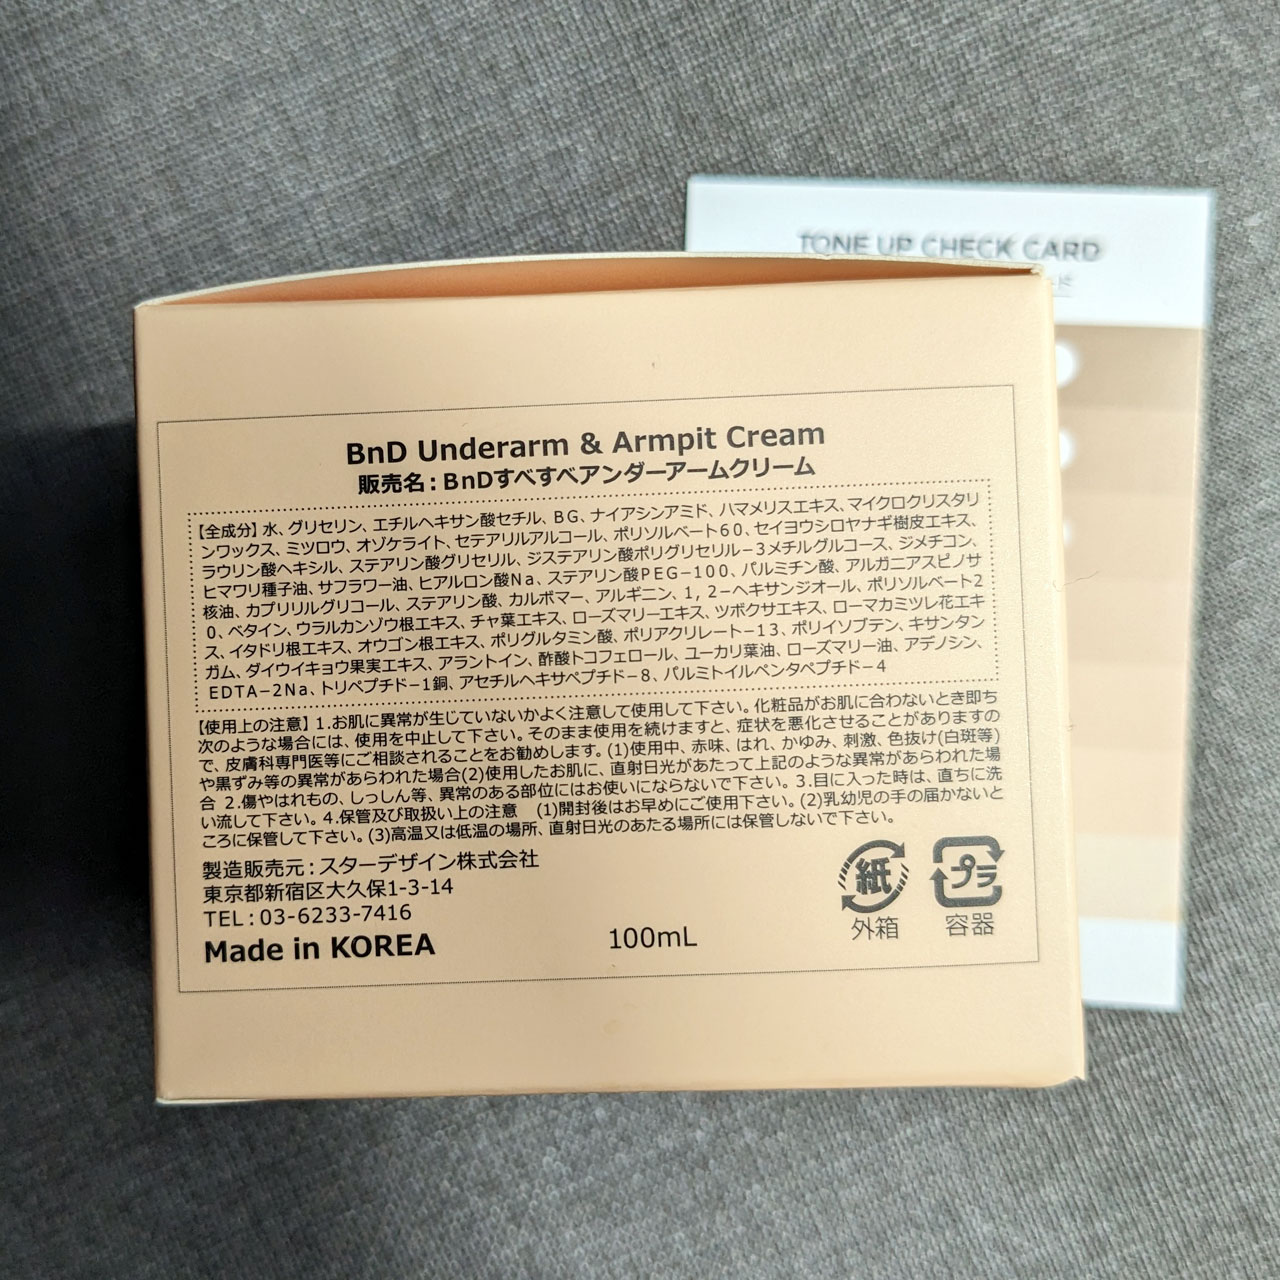 TONE UP CHECK CARD
BnD Underarm & Armpit Cream
販売名：BnDすべすべアンダーアームクリーム
【全成分】水、グリセリン、エチルヘキサン酸セチル、BG、ナイアシンアミド、ハマメリスエキス、マイクロクリスタリ
ンワックス、ミツロウ、オゾケライト、セテアリルアルコール、ポリソルベート60、セイヨウシロヤナギ樹皮エキス、
ラウリン酸ヘキシル、ステアリン酸グリセリル、ジステアリン酸ポリグリセリル-3メチルグルコース、ジメチコン、
ヒマワリ種子油、サフラワー油、ヒアルロン酸Na、ステアリン酸PEG-100、パルミチン酸、アルガニアスピノサ
核油、カプリリルグリコール、ステアリン酸、カルボマー、アルギニン、1,2-ヘキサンジオール、ポリソルベート2
0、ベタイン、ウラルカンゾウ根エキス、チャ葉エキス、ローズマリーエキス、ツボクサエキス、ローマカミツレ花エキ
ス、イタドリ根エキス、オウゴン根エキス、ポリグルタミン酸、ポリアクリレート-13、ポリイソブテン、キサンタン
ガム、ダイウイキョウ果実エキス、アラントイン、酢酸トコフェロール、ユーカリ葉油、ローズマリー油、アデノシン、
EDTA-2Na、トリペプチド-1銅、アセチルヘキサペプチド-8、パルミトイルペンタペプチド-4
【使用上の注意】1.お肌に異常が生じていないかよく注意して使用して下さい。化粧品がお肌に合わないとき即ち
次のような場合には、使用を中止して下さい。そのまま使用を続けますと、症状を悪化させることがありますの
で、皮膚科専門医等にご相談されることをお勧めします。(1)使用中、赤味、はれ、かゆみ、刺激、色抜け(白斑等)
や黒ずみ等の異常があらわれた場合(2)使用したお肌に、直射日光があたって上記のような異常があらわれた場
合 2.傷やはれもの、しっしん等、異常のある部位にはお使いにならないで下さい。3.目に入った時は、直ちに洗
い流して下さい。4.保管及び取扱い上の注意　(1)開封後はお早めにご使用下さい。(2)乳幼児の手の届かないと
ころに保管して下さい。(3)高温又は低温の場所、直射日光のあたる場所には保管しないで下さい。
製造販売元：スターデザイン株式会社
東京都新宿区大久保1-3-14
TEL：03-6233-7416
Made in KOREA
100mL
紙
外箱
プラ
容器